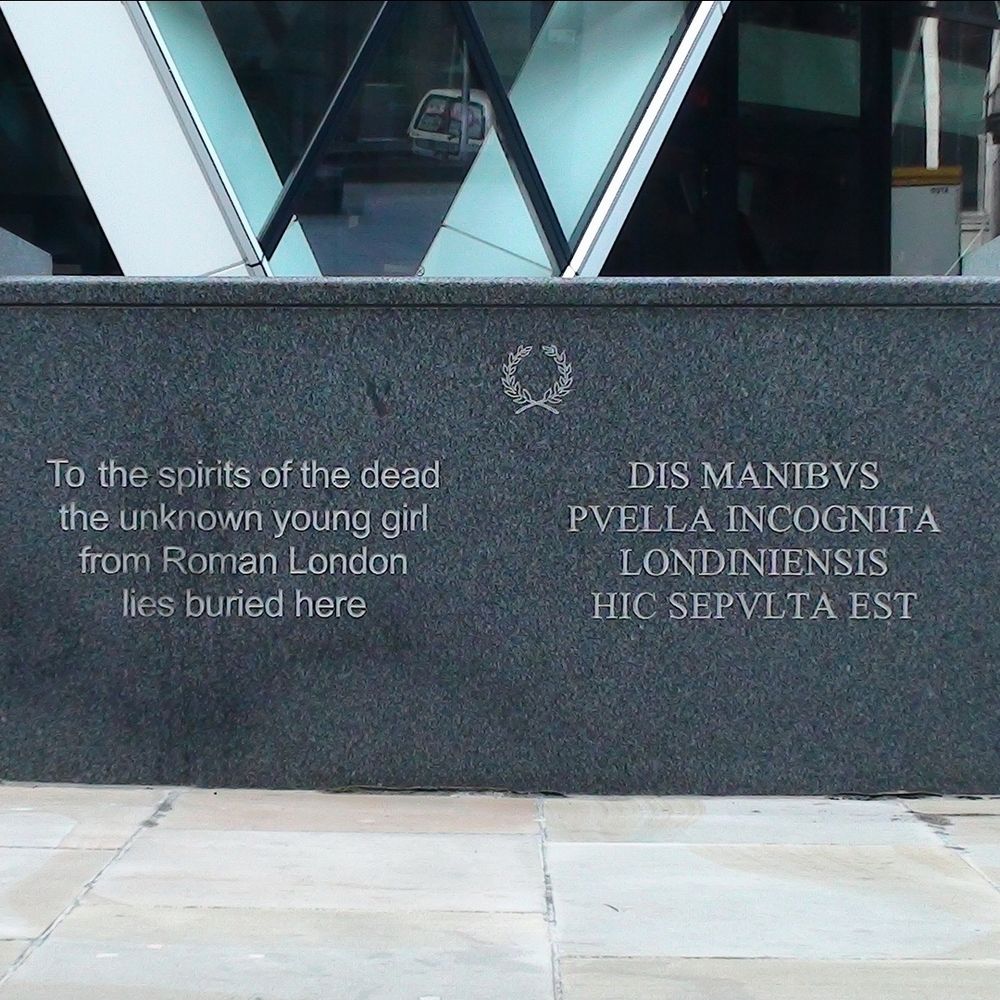 To the spirits of the dead
the unknown young girl
from Roman London
lies buried here
DIS MANIBVS
PVELLA INCOGNITA
LONDINIENSIS
HIC SEPVLTA EST